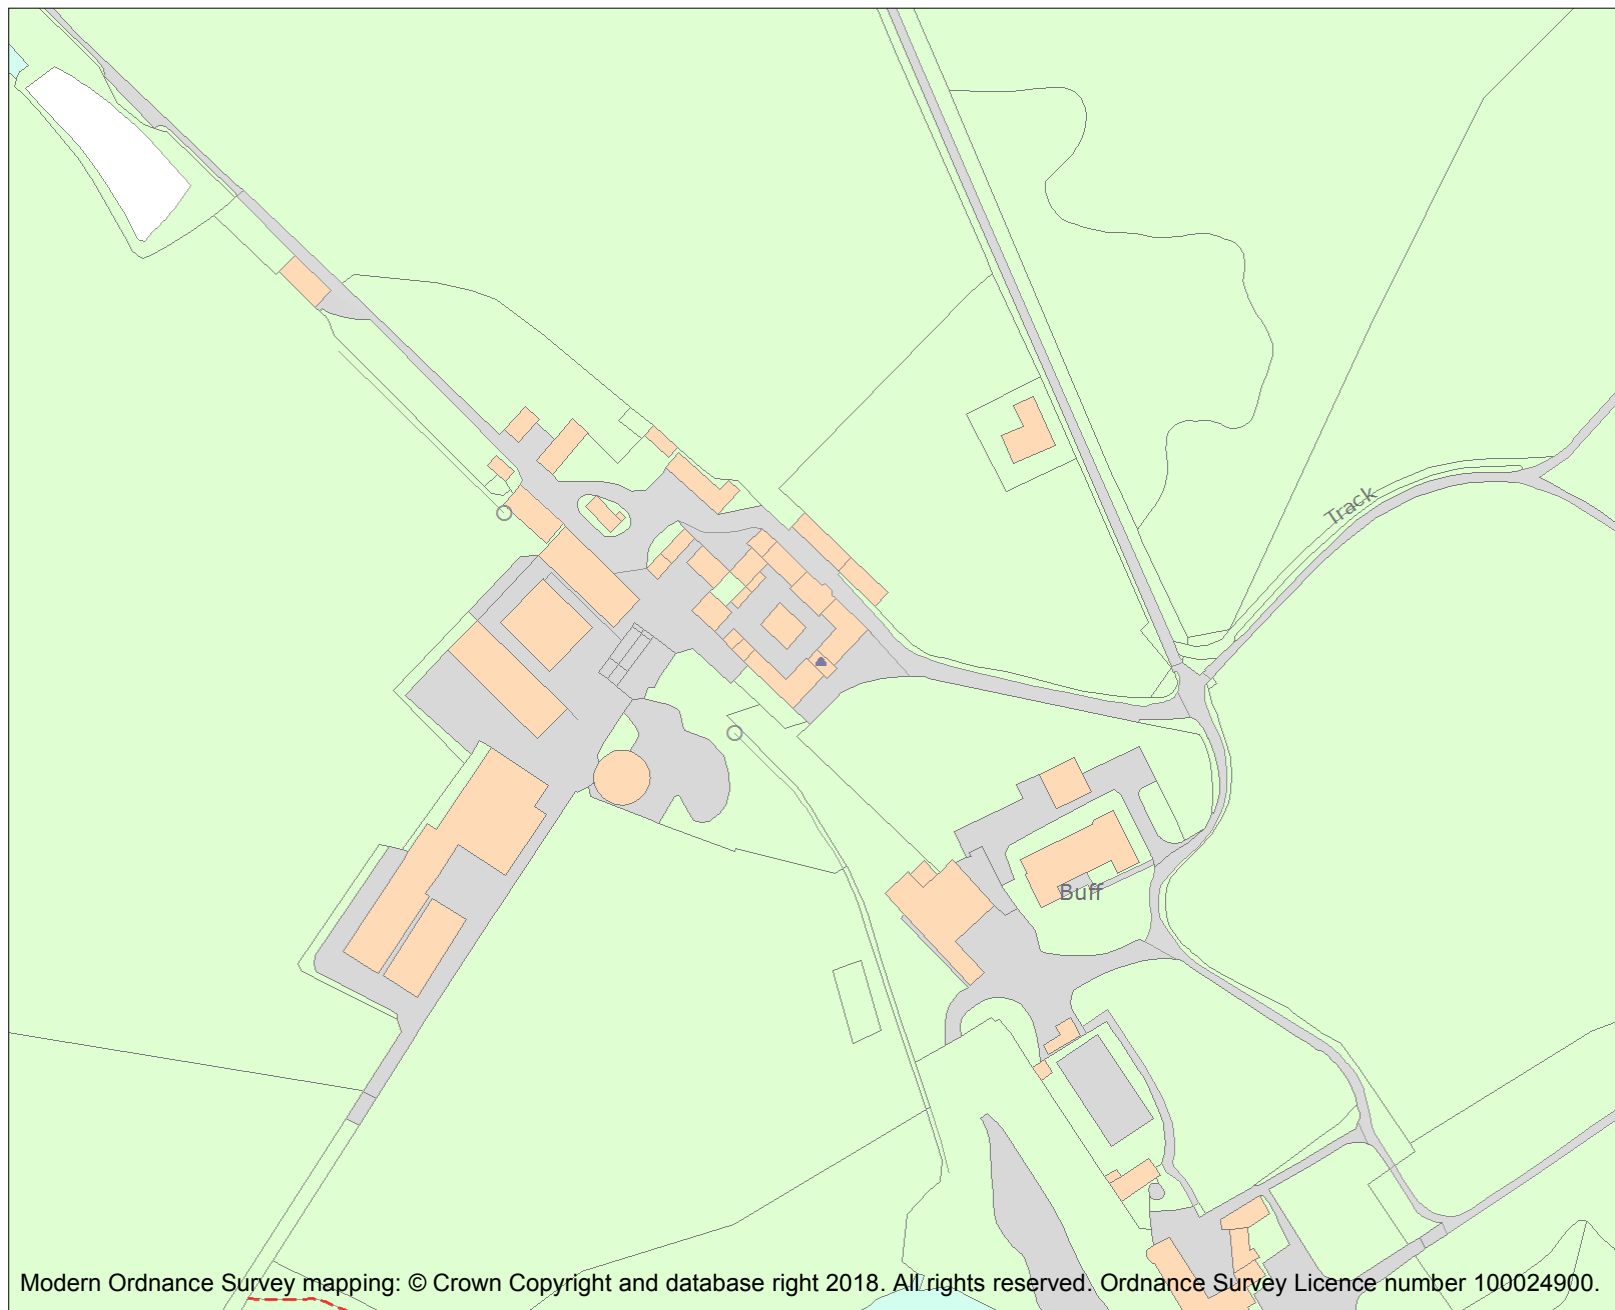 Track
Buff
Modern Ordnance Survey mapping: © Crown Copyright and database right 2018. All rights reserved. Ordnance Survey Licence number 100024900.